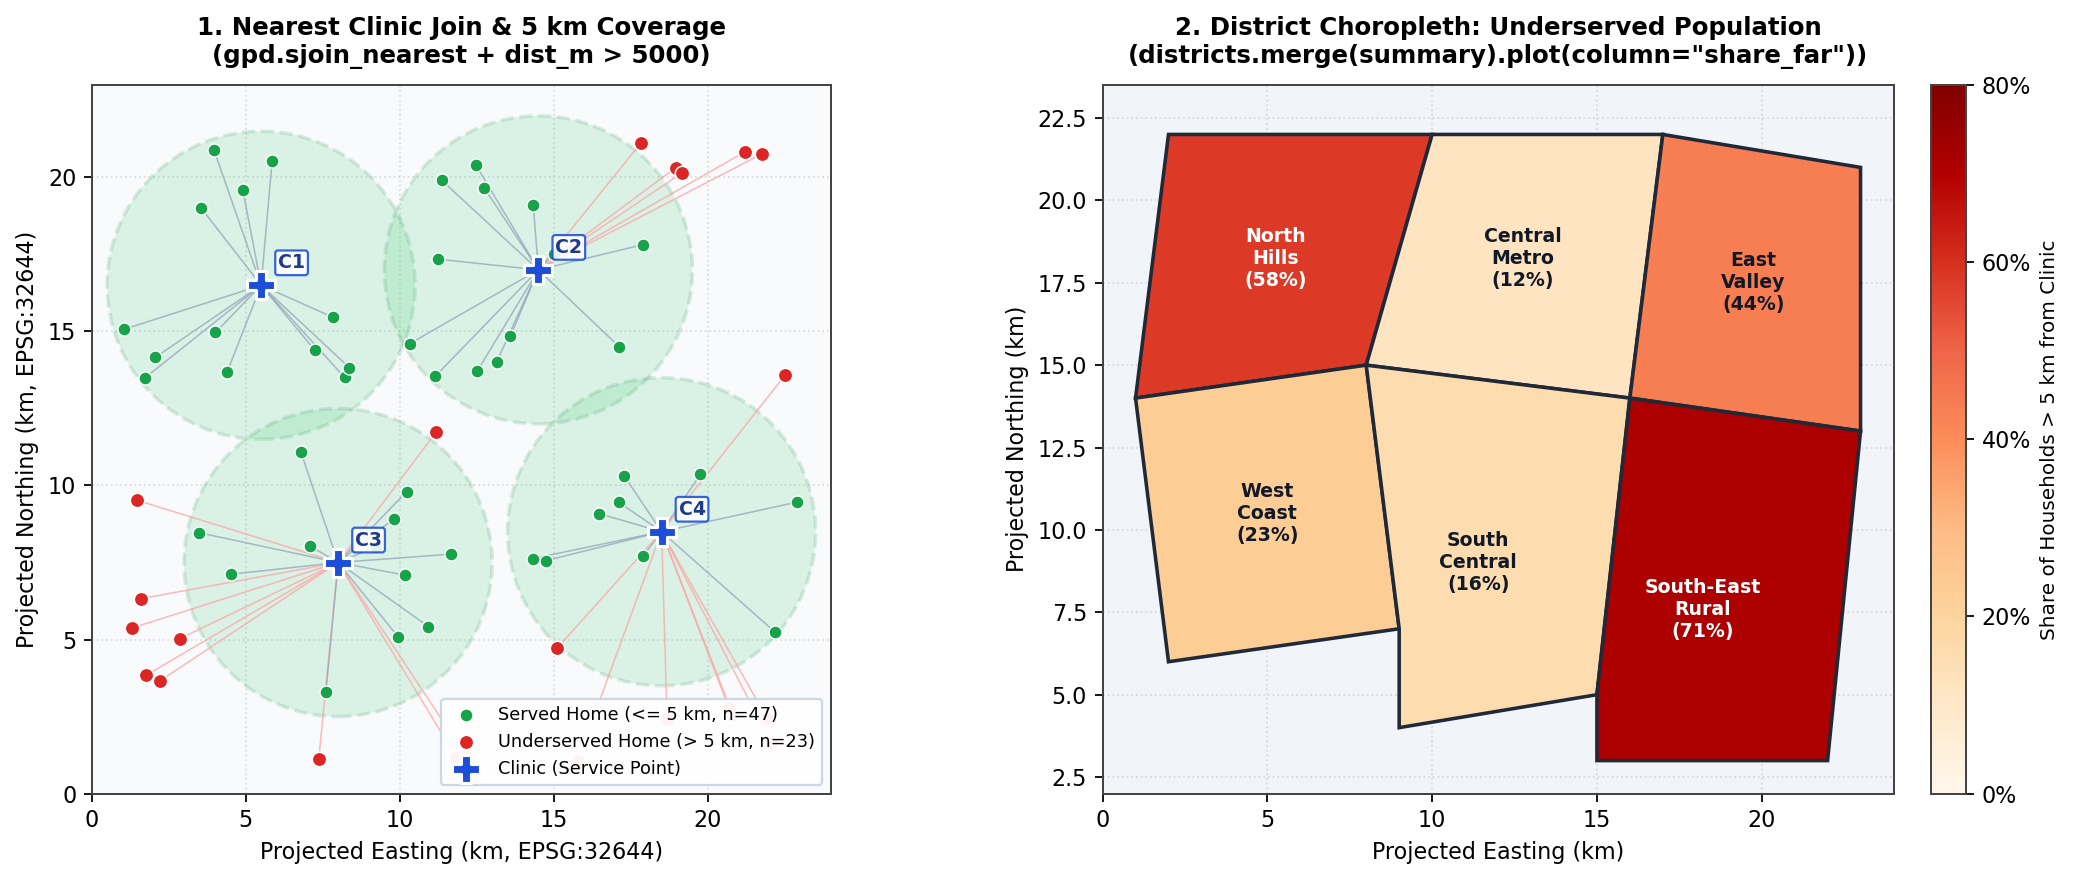 1. Nearest Clinic Join & 5 km Coverage
(gpd.sjoin_nearest + dist_m > 5000)
Projected Northing (km, EPSG:32644)
20
15
10
5
0
C1
C2
C3
C4
Served Home (<= 5 km, n=47)
Underserved Home (> 5 km, n=23)
Clinic (Service Point)
0
5
10
15
20
Projected Easting (km, EPSG:32644)
2. District Choropleth: Underserved Population
(districts.merge(summary).plot(column="share_far"))
Projected Northing (km)
22.5
20.0
17.5
15.0
12.5
10.0
7.5
5.0
2.5
North
Hills
(58%)
Central
Metro
(12%)
East
Valley
(44%)
West
Coast
(23%)
South
Central
(16%)
South-East
Rural
(71%)
0
5
10
15
20
Projected Easting (km)
80%
60%
40%
20%
0%
Share of Households > 5 km from Clinic